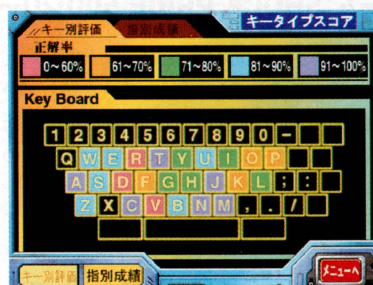 キー別評価 指別成績 キータイプスコア
正解率
0～60% 61～70% 71～80% 81～90% 91～100%
Key Board
1 2 3 4 5 6 7 8 9 0 -
Q W E R T Y U I O P
A S D F G H J K L ; :
Z X C V B N M , . /
キー別評価 指別成績 メニューへ